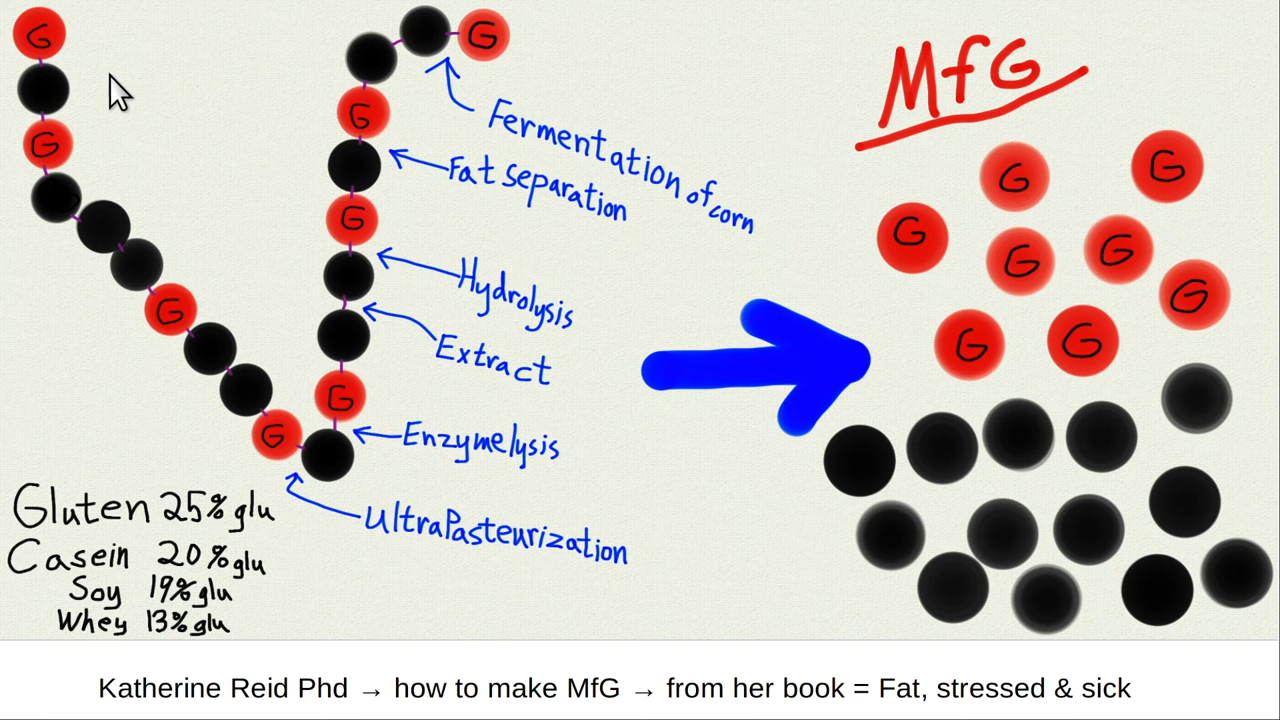 G
G
G
G
G
G
G
G
Fermentation of corn
Fat separation
Hydrolysis
Extract
Enzymelysis
UltraPasteurization
Gluten 25% glu
Casein 20% glu
Soy 19% glu
Whey 13% glu
MfG
G
G
G
G
G
G
G
G
Katherine Reid Phd → how to make MfG → from her book = Fat, stressed & sick